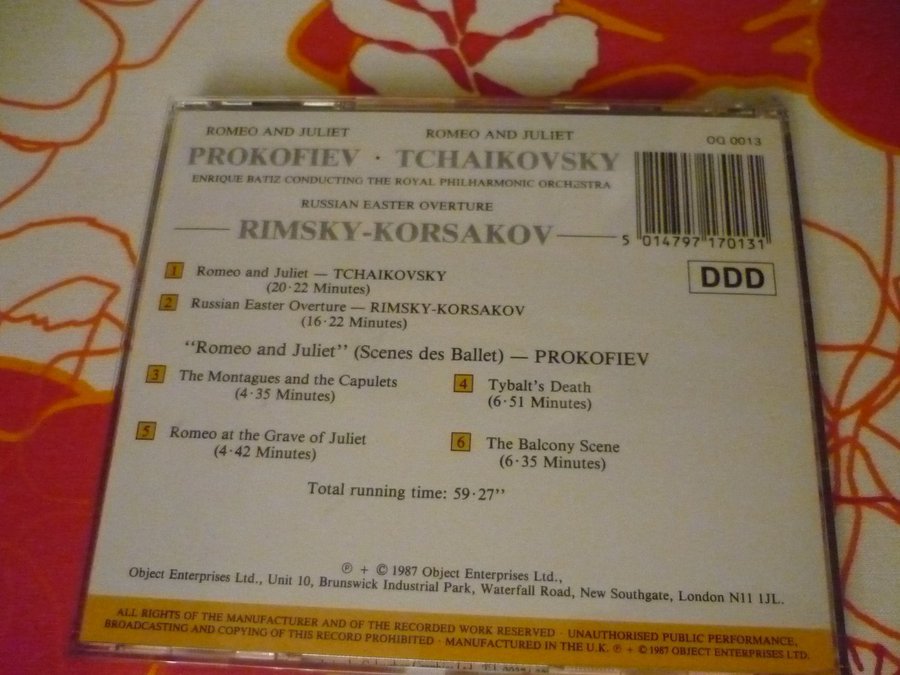 ROMEO AND JULIET ROMEO AND JULIET
PROKOFIEV · TCHAIKOVSKY
ENRIQUE BATIZ CONDUCTING THE ROYAL PHILHARMONIC ORCHESTRA
RUSSIAN EASTER OVERTURE
RIMSKY-KORSAKOV
OQ 0013
5 014797 170131
DDD
1 Romeo and Juliet — TCHAIKOVSKY
(20·22 Minutes)
2 Russian Easter Overture — RIMSKY-KORSAKOV
(16·22 Minutes)
“Romeo and Juliet” (Scenes des Ballet) — PROKOFIEV
3 The Montagues and the Capulets
(4·35 Minutes)
4 Tybalt's Death
(6·51 Minutes)
5 Romeo at the Grave of Juliet
(4·42 Minutes)
6 The Balcony Scene
(6·35 Minutes)
Total running time: 59·27”
℗ + © 1987 Object Enterprises Ltd.,
Object Enterprises Ltd., Unit 10, Brunswick Industrial Park, Waterfall Road, New Southgate, London N11 1JL.
ALL RIGHTS OF THE MANUFACTURER AND OF THE RECORDED WORK RESERVED · UNAUTHORISED PUBLIC PERFORMANCE,
BROADCASTING AND COPYING OF THIS RECORD PROHIBITED · MANUFACTURED IN THE U.K. ℗ + © 1987 OBJECT ENTERPRISES LTD.